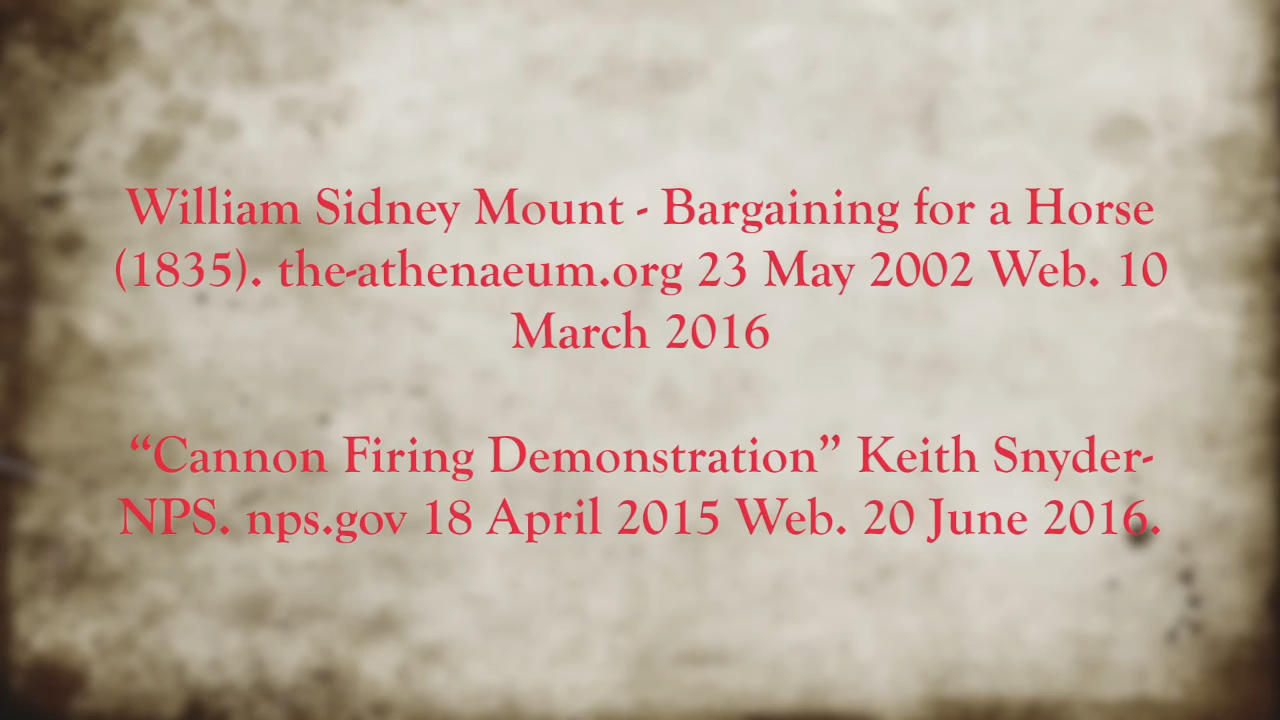 William Sidney Mount - Bargaining for a Horse
(1835). the-athenaeum.org 23 May 2002 Web. 10
March 2016
“Cannon Firing Demonstration” Keith Snyder-
NPS. nps.gov 18 April 2015 Web. 20 June 2016.